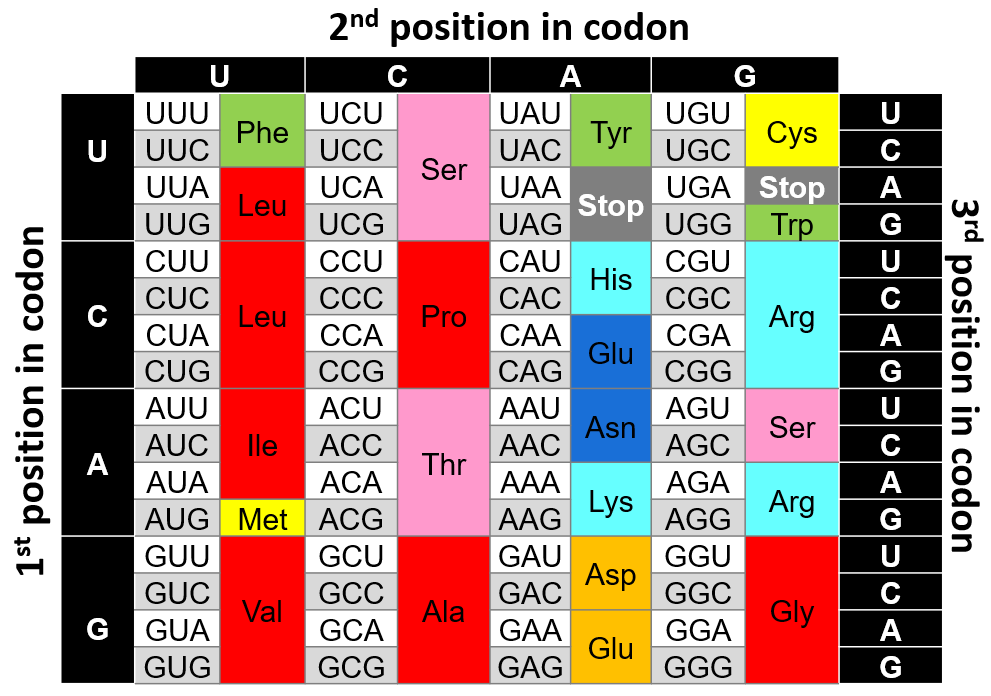 2nd position in codon
U C A G
1st position in codon
3rd position in codon
U UUU Phe UCU Ser UAU Tyr UGU Cys U
UUC UCC UAC UGC C
UUA Leu UCA UAA Stop UGA Stop A
UUG UCG UAG UGG Trp G
C CUU Leu CCU Pro CAU His CGU Arg U
CUC CCC CAC CGC C
CUA CCA CAA Glu CGA A
CUG CCG CAG CGG G
A AUU Ile ACU Thr AAU Asn AGU Ser U
AUC ACC AAC AGC C
AUA ACA AAA Lys AGA Arg A
AUG Met ACG AAG AGG G
G GUU Val GCU Ala GAU Asp GGU Gly U
GUC GCC GAC GGC C
GUA GCA GAA Glu GGA A
GUG GCG GAG GGG G